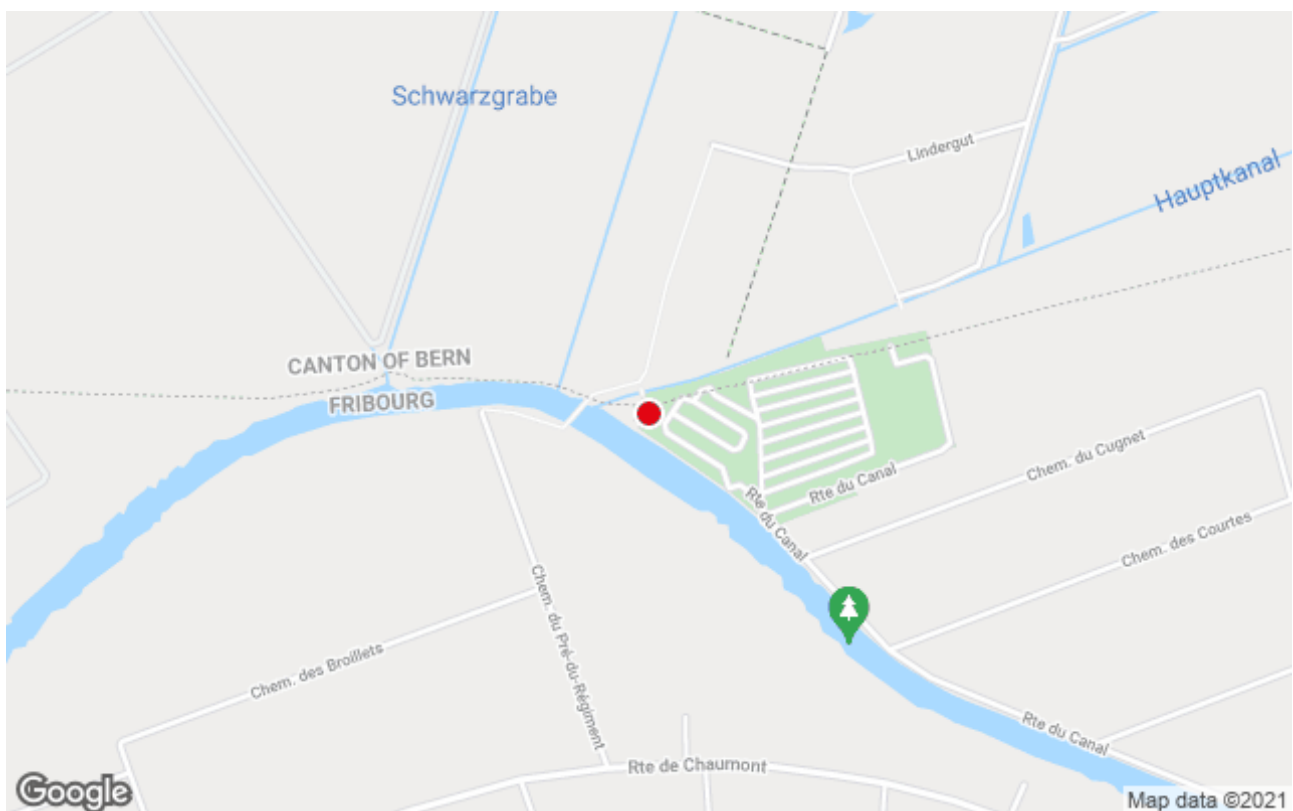 Schwarzgrabe
Lindergut
Hauptkanal
CANTON OF BERN
FRIBOURG
Chem. du Cugnet
Rte du Canal
Rte du Canal
Chem. des Courtes
Chem. du Pré-du-Régiment
Chem. des Broillets
Rte du Canal
Rte de Chaumont
Google
Map data ©2021